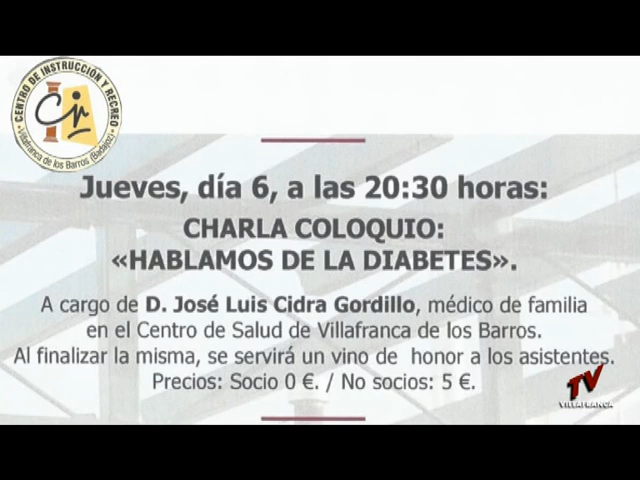 CENTRO DE INSTRUCCIÓN Y RECREO
Villafranca de los Barros (Badajoz)
Cir
Jueves, día 6, a las 20:30 horas:
CHARLA COLOQUIO:
«HABLAMOS DE LA DIABETES».
A cargo de D. José Luis Cidra Gordillo, médico de familia
en el Centro de Salud de Villafranca de los Barros.
Al finalizar la misma, se servirá un vino de honor a los asistentes.
Precios: Socio 0 €. / No socios: 5 €.
TV
VILLAFRANCA